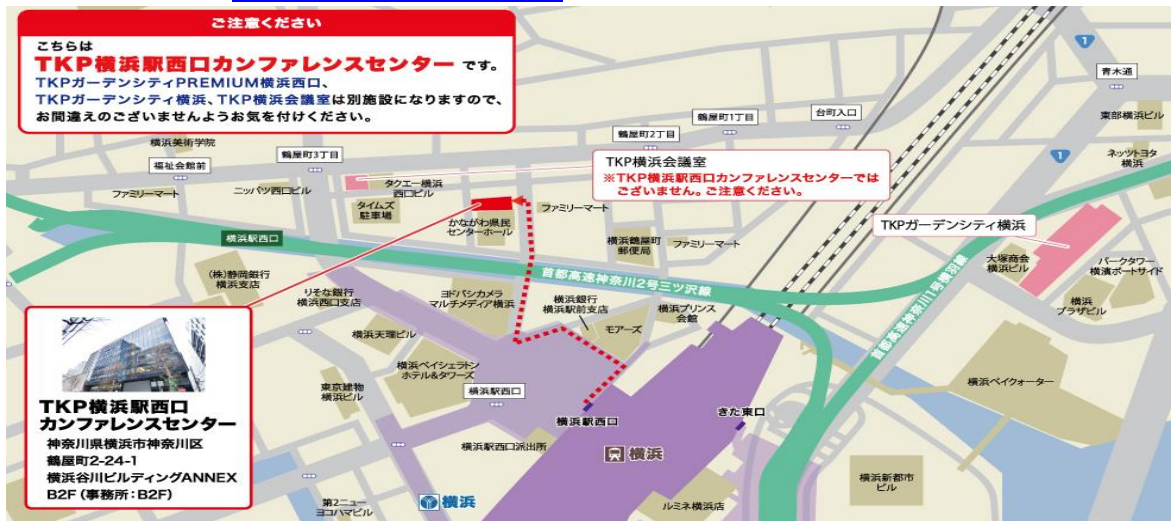 ご注意ください
こちらは
TKP横浜駅西口カンファレンスセンター です。
TKPガーデンシティPREMIUM横浜西口、
TKPガーデンシティ横浜、TKP横浜会議室は別施設になりますので、
お間違えのございませんようお気を付けください。
1
青木通
東部横浜ビル
台町入口
鶴屋町1丁目
鶴屋町2丁目
横浜美術学院
鶴屋町3丁目
福祉会館前
1
ネッツトヨタ
横浜
TKP横浜会議室
※TKP横浜駅西口カンファレンスセンターでは
ございません。ご注意ください。
ファミリーマート
ニッパツ西口ビル
タクエー横浜
西口ビル
タイムズ
駐車場
かながわ県民
センターホール
ファミリーマート
横浜鶴屋町
郵便局
ファミリーマート
TKPガーデンシティ横浜
横浜駅西口
大塚商会
横浜ビル
パークタワー
横濱ポートサイド
首都高速神奈川2号三ツ沢線
首都高速神奈川1号横羽線
(株)静岡銀行
横浜支店
りそな銀行
横浜西口支店
ヨドバシカメラ
マルチメディア横浜
横浜銀行
横浜駅前支店
モアーズ
横浜プリンス
会館
横浜
プラザビル
横浜天理ビル
横浜ベイシェラトン
ホテル&タワーズ
東京建物
横浜ビル
横浜駅西口
横浜ベイクォーター
横浜駅西口
きた東口
横浜駅西口派出所
横浜
横浜新都市
ビル
第2ニュー
ヨコハマビル
横浜
ルミネ横浜店
TKP横浜駅西口
カンファレンスセンター
神奈川県横浜市神奈川区
鶴屋町2-24-1
横浜谷川ビルディングANNEX
B2F (事務所:B2F)